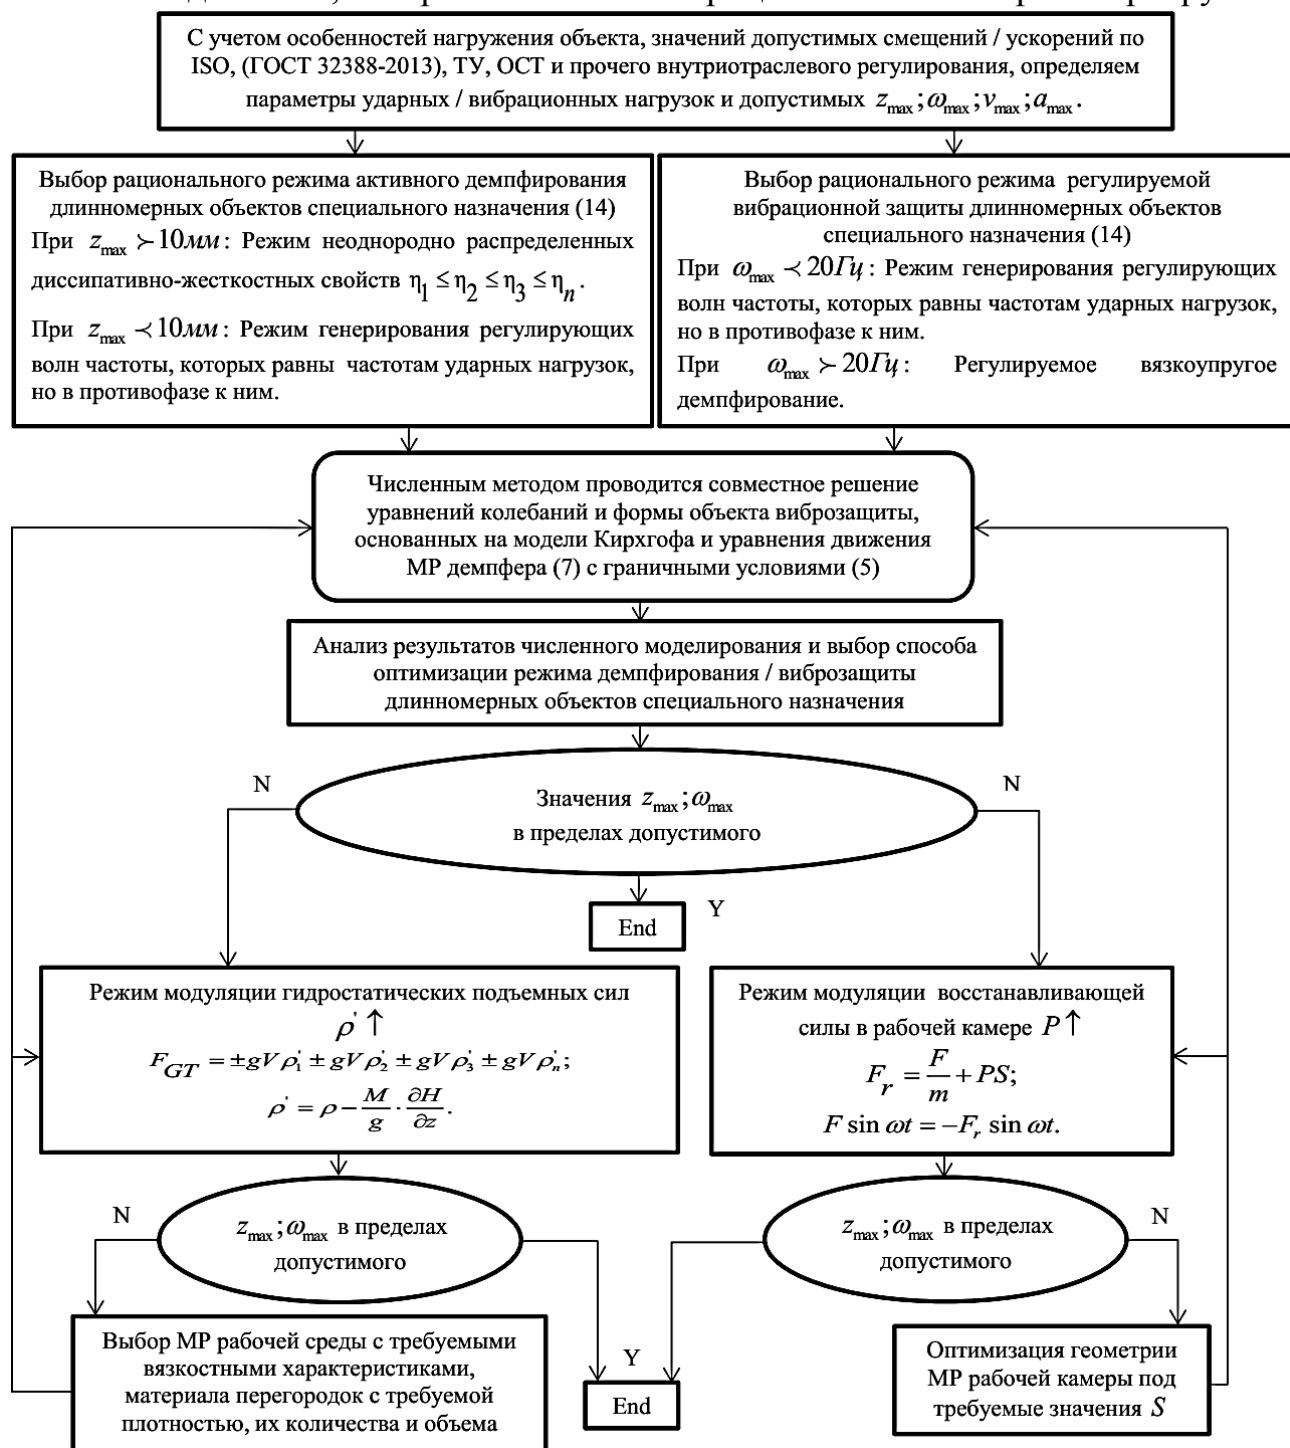 С учетом особенностей нагружения объекта, значений допустимых смещений / ускорений по
ISO, (ГОСТ 32388-2013), ТУ, ОСТ и прочего внутриотраслевого регулирования, определяем
параметры ударных / вибрационных нагрузок и допустимых z_max; ω_max; v_max; a_max.
Выбор рационального режима активного демпфирования
длинномерных объектов специального назначения (14)
При z_max ≻ 10мм: Режим неоднородно распределенных
диссипативно-жесткостных свойств η_1 ≤ η_2 ≤ η_3 ≤ η_n.
При z_max ≺ 10мм: Режим генерирования регулирующих
волн частоты, которых равны частотам ударных нагрузок,
но в противофазе к ним.
Выбор рационального режима регулируемой
вибрационной защиты длинномерных объектов
специального назначения (14)
При ω_max ≺ 20Гц: Режим генерирования регулирующих
волн частоты, которых равны частотам ударных нагрузок,
но в противофазе к ним.
При ω_max ≻ 20Гц: Регулируемое вязкоупругое
демпфирование.
Численным методом проводится совместное решение
уравнений колебаний и формы объекта виброзащиты,
основанных на модели Кирхгофа и уравнения движения
МР демпфера (7) с граничными условиями (5)
Анализ результатов численного моделирования и выбор способа
оптимизации режима демпфирования / виброзащиты
длинномерных объектов специального назначения
N
N
Значения z_max; ω_max
в пределах допустимого
Y
End
Режим модуляции гидростатических подъемных сил
ρ' ↑
F_GT = ±gVρ'_1 ± gVρ'_2 ± gVρ'_3 ± gVρ'_n;
ρ' = ρ − M/g · ∂H/∂z.
Режим модуляции восстанавливающей
силы в рабочей камере P ↑
F_r = F/m + PS;
F sin ωt = −F_r sin ωt.
N
z_max; ω_max в пределах
допустимого
z_max; ω_max в пределах
допустимого
N
Выбор МР рабочей среды с требуемыми
вязкостными характеристиками,
материала перегородок с требуемой
плотностью, их количества и объема
Y
End
Оптимизация геометрии
МР рабочей камеры под
требуемые значения S